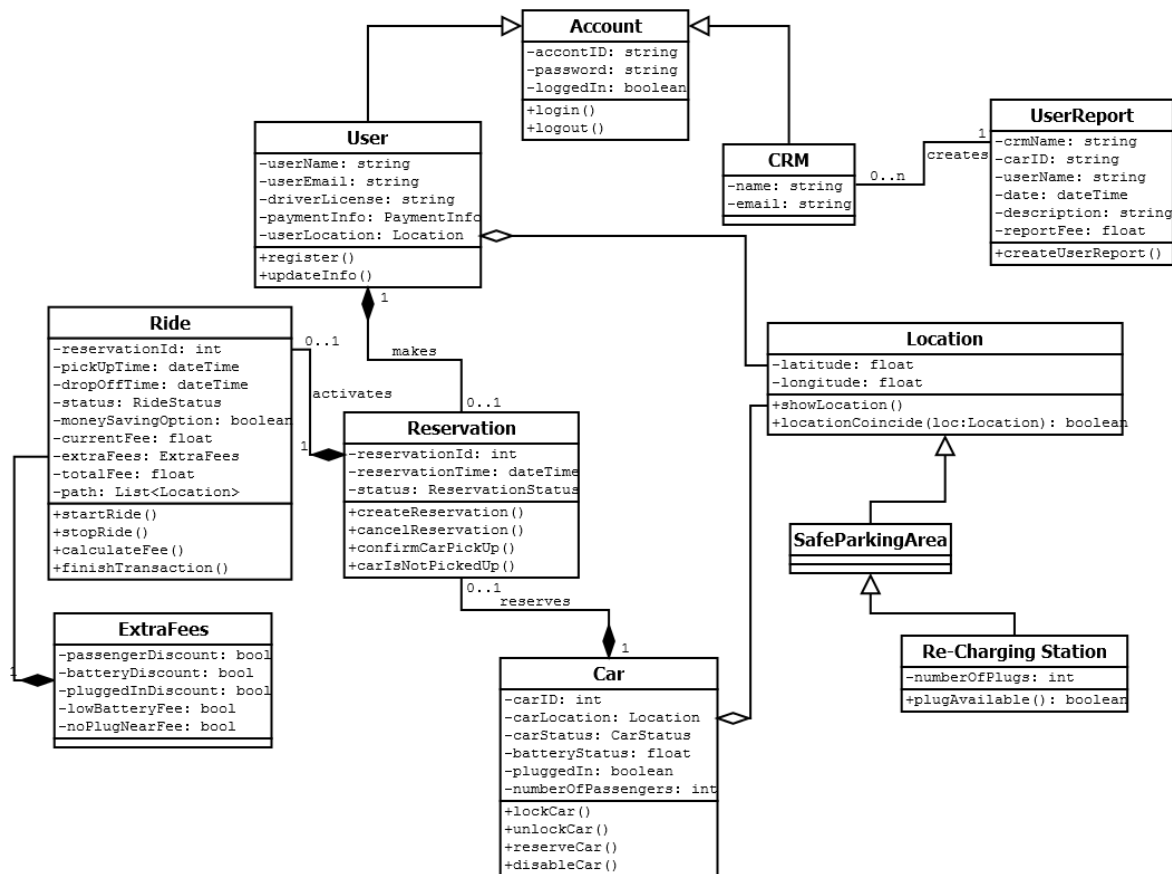 Account
-accontID: string
-password: string
-loggedIn: boolean
+login()
+logout()
User
-userName: string
-userEmail: string
-driverLicense: string
-paymentInfo: PaymentInfo
-userLocation: Location
+register()
+updateInfo()
CRM
-name: string
-email: string
0..n
creates
1
UserReport
-crmName: string
-carID: string
-userName: string
-date: dateTime
-description: string
-reportFee: float
+createUserReport()
1
makes
0..1
Ride
-reservationId: int
-pickUpTime: dateTime
-dropOffTime: dateTime
-status: RideStatus
-moneySavingOption: boolean
-currentFee: float
-extraFees: ExtraFees
-totalFee: float
-path: List<Location>
+startRide()
+stopRide()
+calculateFee()
+finishTransaction()
0..1
activates
1
Reservation
-reservationId: int
-reservationTime: dateTime
-status: ReservationStatus
+createReservation()
+cancelReservation()
+confirmCarPickUp()
+carIsNotPickedUp()
Location
-latitude: float
-longitude: float
+showLocation()
+locationCoincide(loc:Location): boolean
SafeParkingArea
Re-Charging Station
-numberOfPlugs: int
+plugAvailable(): boolean
0..1
reserves
1
ExtraFees
-passengerDiscount: bool
-batteryDiscount: bool
-pluggedInDiscount: bool
-lowBatteryFee: bool
-noPlugNearFee: bool
1
Car
-carID: int
-carLocation: Location
-carStatus: CarStatus
-batteryStatus: float
-pluggedIn: boolean
-numberOfPassengers: int
+lockCar()
+unlockCar()
+reserveCar()
+disableCar()